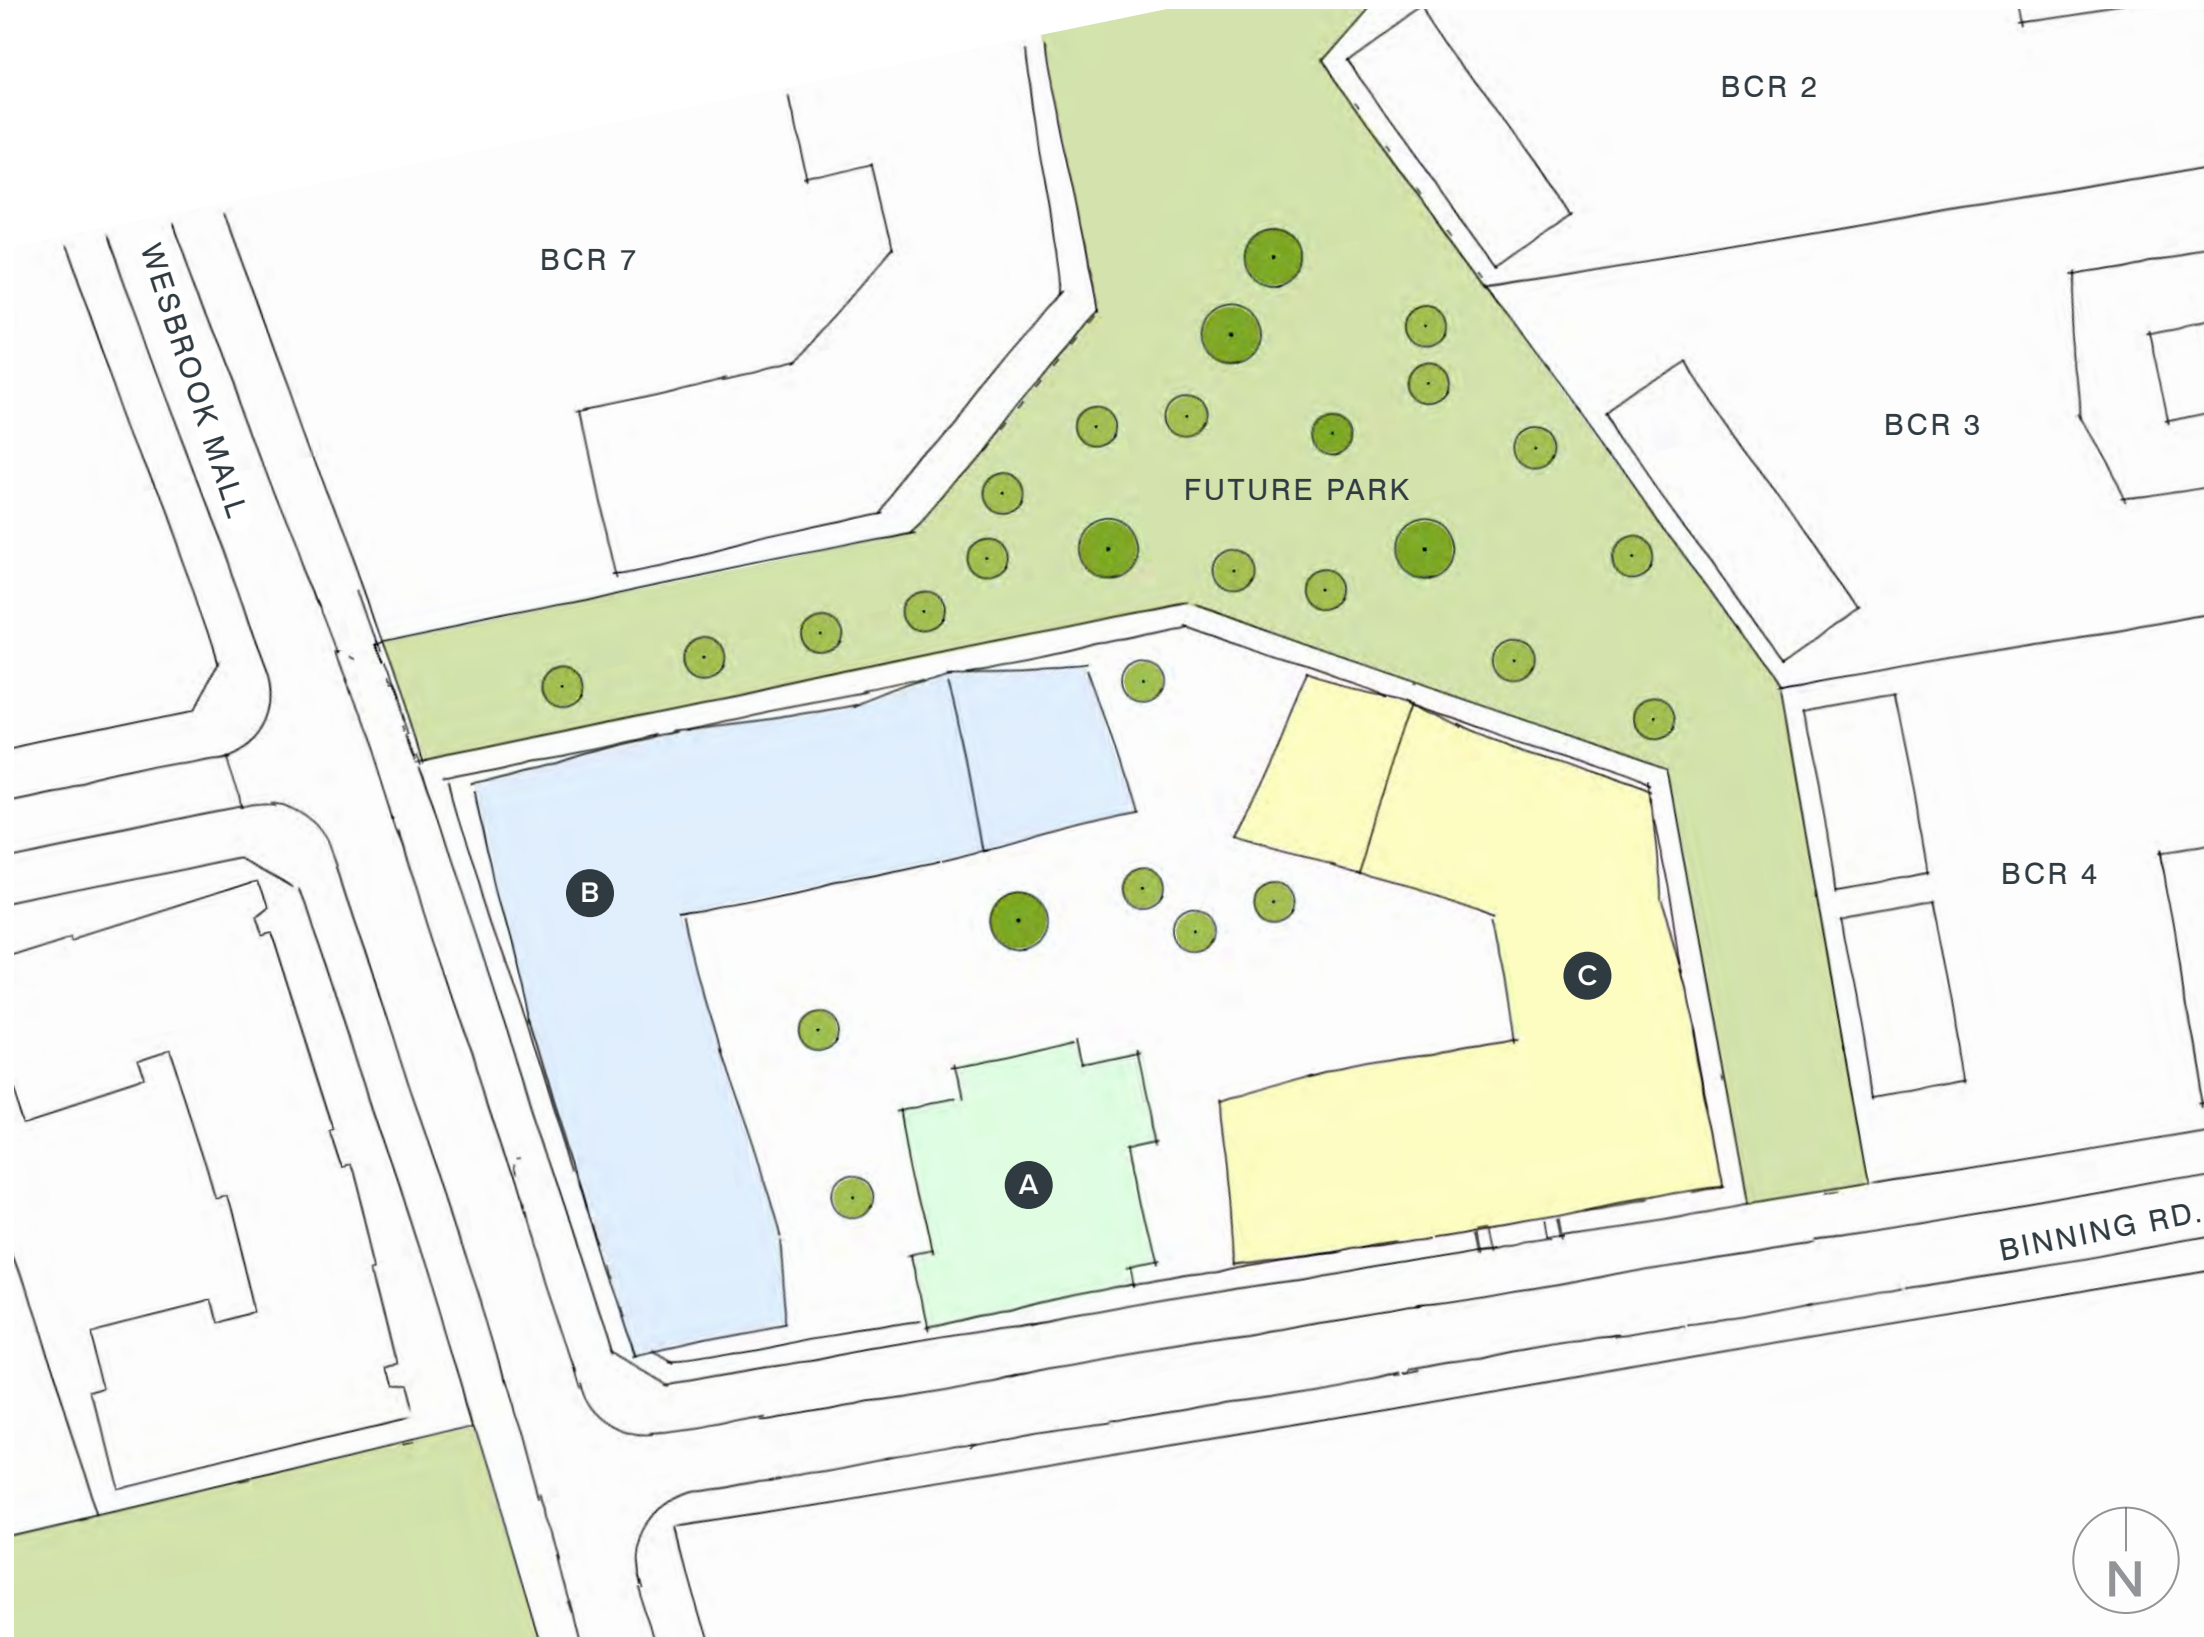 BCR 2
WESBROOK MALL
BCR 7
BCR 3
FUTURE PARK
B
BCR 4
C
A
BINNING RD.
N